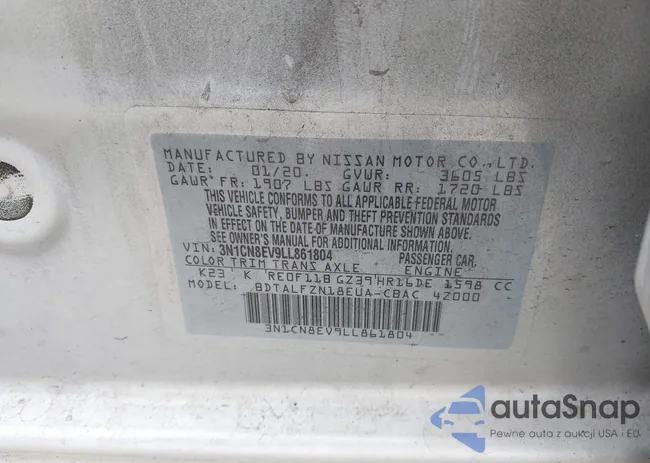 MANUFACTURED BY NISSAN MOTOR CO., LTD.
DATE: 01/20. GVWR: 3605 LBS
GAWR FR: 1907 LBS GAWR RR: 1720 LBS
THIS VEHICLE CONFORMS TO ALL APPLICABLE FEDERAL MOTOR
VEHICLE SAFETY, BUMPER AND THEFT PREVENTION STANDARDS
IN EFFECT ON THE DATE OF MANUFACTURE SHOWN ABOVE.
SEE OWNER'S MANUAL FOR ADDITIONAL INFORMATION.
VIN: 3N1CN8EV9LL861804 PASSENGER CAR.
COLOR TRIM TRANS AXLE ENGINE
K23 K RE0F11B GZ39 HR16DE 1598 CC
MODEL: BDTALFZN18EUA-CBAC 42000
3N1CN8EV9LL861804
autoSnap
Pewne auta z aukcji USA i EU